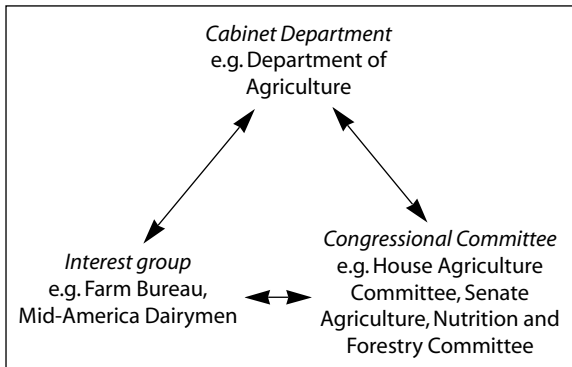 Cabinet Department
e.g. Department of
Agriculture
Interest group
e.g. Farm Bureau,
Mid-America Dairymen
Congressional Committee
e.g. House Agriculture
Committee, Senate
Agriculture, Nutrition and
Forestry Committee